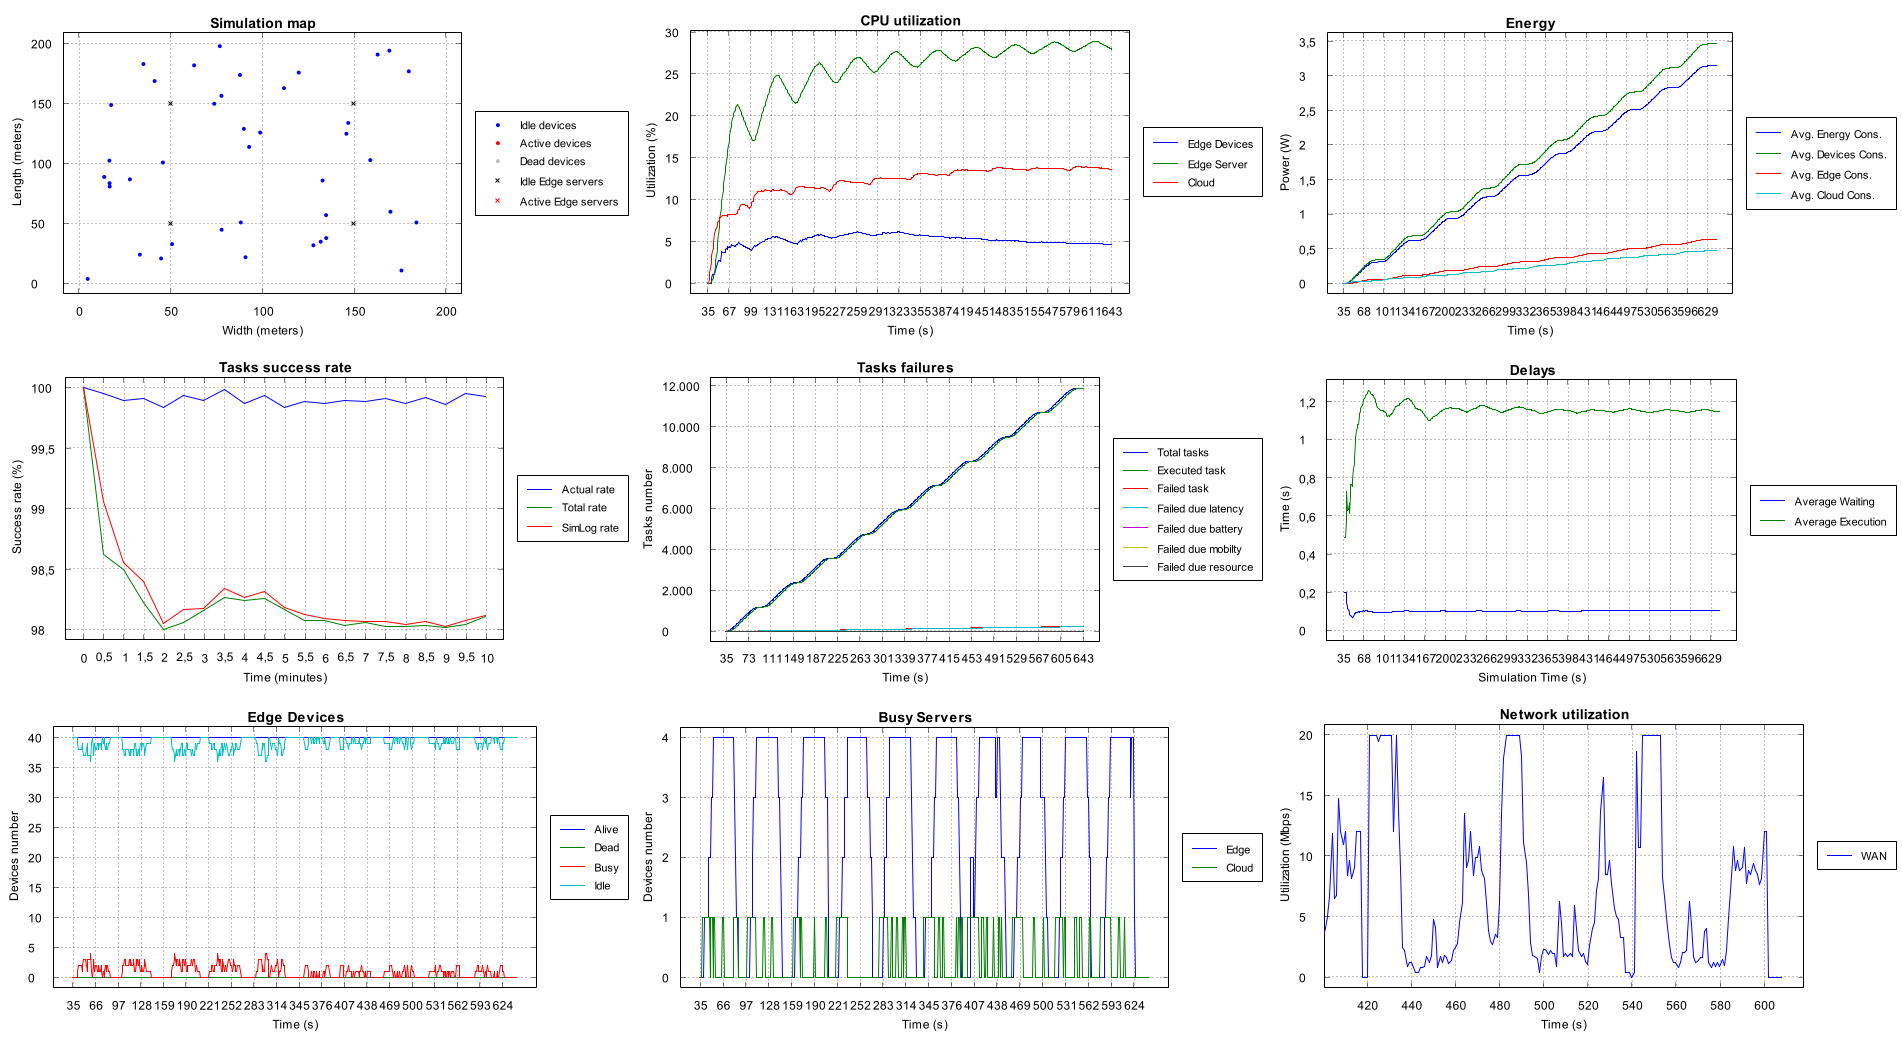 Simulation map
Length (meters)
200
150
100
50
0
0 50 100 150 200
Width (meters)
Idle devices
Active devices
Dead devices
Idle Edge servers
Active Edge servers
CPU utilization
Utilization (%)
30
25
20
15
10
5
0
35 67 99 131163195227259291323355387419451483515547579611643
Time (s)
Edge Devices
Edge Server
Cloud
Energy
Power (W)
3,5
3
2,5
2
1,5
1
0,5
0
35 68 101134167200233266299332365398431464497530563596629
Time (s)
Avg. Energy Cons.
Avg. Devices Cons.
Avg. Edge Cons.
Avg. Cloud Cons.
Tasks success rate
Success rate (%)
100
99,5
99
98,5
98
0 0,5 1 1,5 2 2,5 3 3,5 4 4,5 5 5,5 6 6,5 7 7,5 8 8,5 9 9,5 10
Time (minutes)
Actual rate
Total rate
SimLog rate
Tasks failures
Tasks number
12.000
10.000
8.000
6.000
4.000
2.000
0
35 73 111149187225263301339377415453491529567605643
Time (s)
Total tasks
Executed task
Failed task
Failed due latency
Failed due battery
Failed due mobilty
Failed due resource
Delays
Time (s)
1,2
1
0,8
0,6
0,4
0,2
0
35 68 101134167200233266299332365398431464497530563596629
Simulation Time (s)
Average Waiting
Average Execution
Edge Devices
Devices number
40
35
30
25
20
15
10
5
0
35 66 97 128 159 190 221252 283 314 345 376 407 438 469 500 531562 593 624
Time (s)
Alive
Dead
Busy
Idle
Busy Servers
Devices number
4
3
2
1
0
35 66 97 128 159 190 221252 283 314 345 376 407 438 469 500 531562 593 624
Time (s)
Edge
Cloud
Network utilization
Utilization (Mbps)
20
15
10
5
0
420 440 460 480 500 520 540 560 580 600
Time (s)
WAN